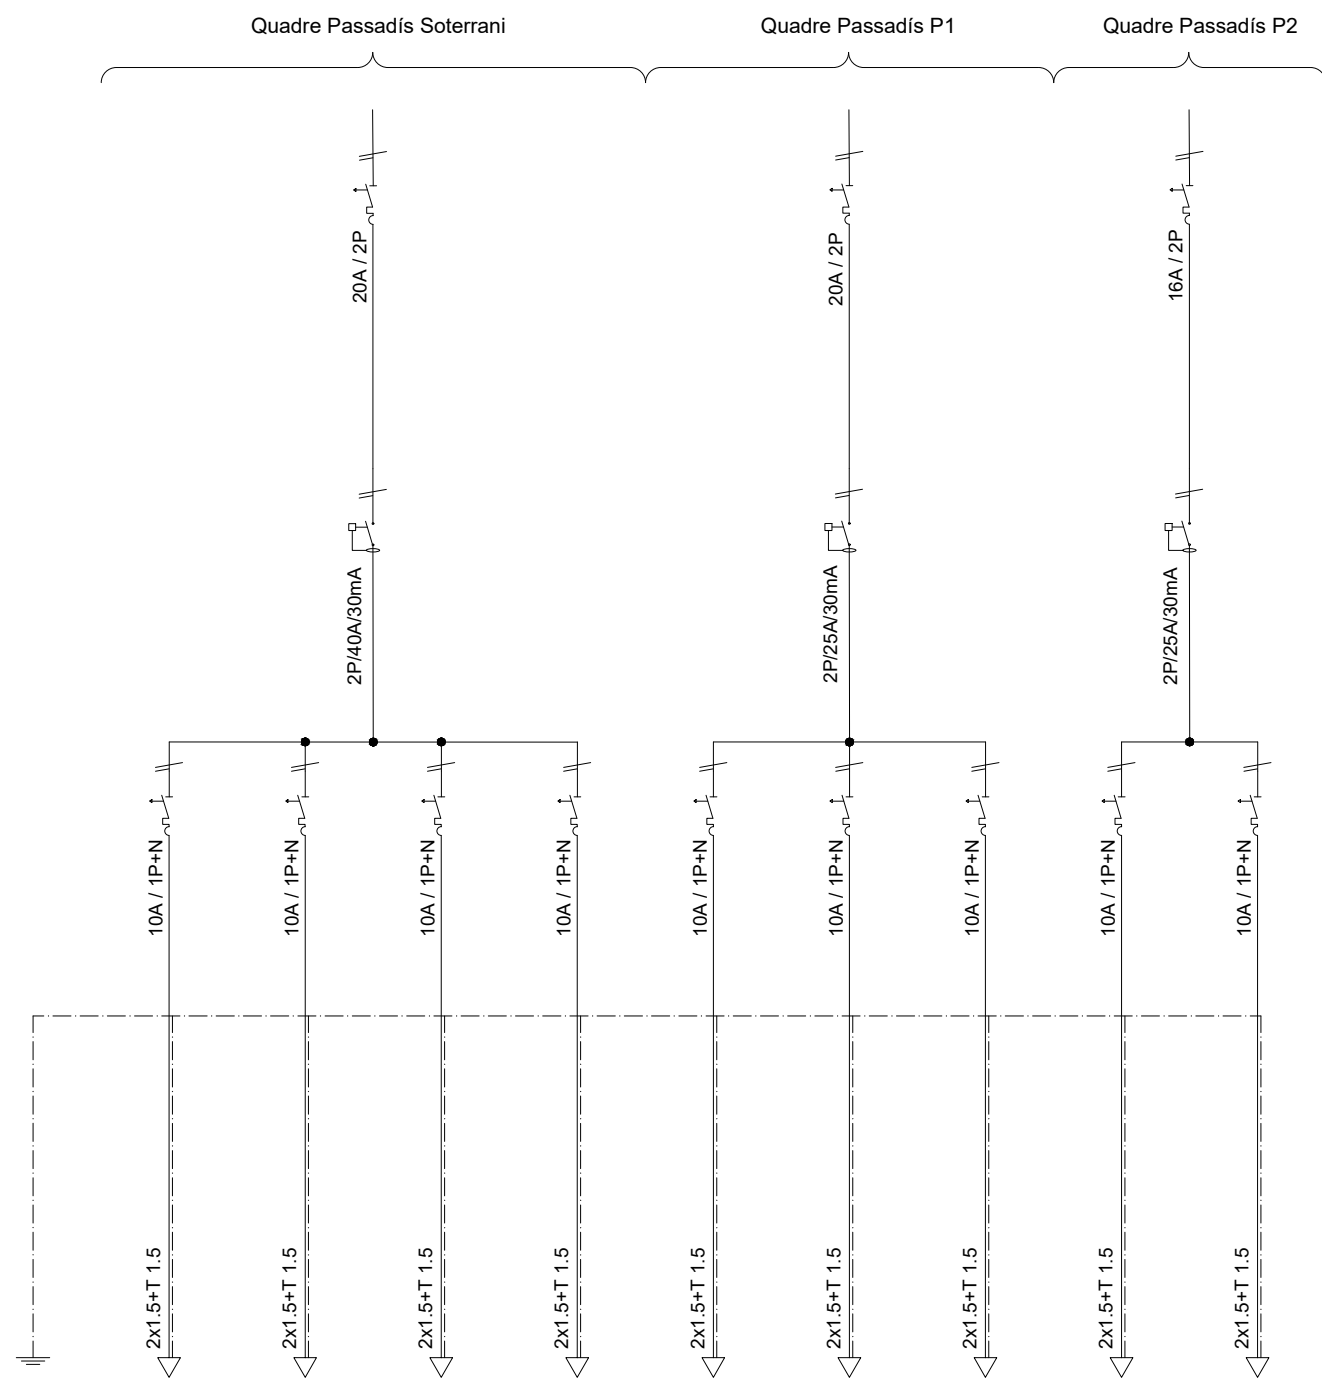 Quadre Passadís Soterrani
Quadre Passadís P1
Quadre Passadís P2
20A / 2P
20A / 2P
16A / 2P
2P/40A/30mA
2P/25A/30mA
2P/25A/30mA
10A / 1P+N
10A / 1P+N
10A / 1P+N
10A / 1P+N
10A / 1P+N
10A / 1P+N
10A / 1P+N
10A / 1P+N
10A / 1P+N
2x1.5+T 1.5
2x1.5+T 1.5
2x1.5+T 1.5
2x1.5+T 1.5
2x1.5+T 1.5
2x1.5+T 1.5
2x1.5+T 1.5
2x1.5+T 1.5
2x1.5+T 1.5